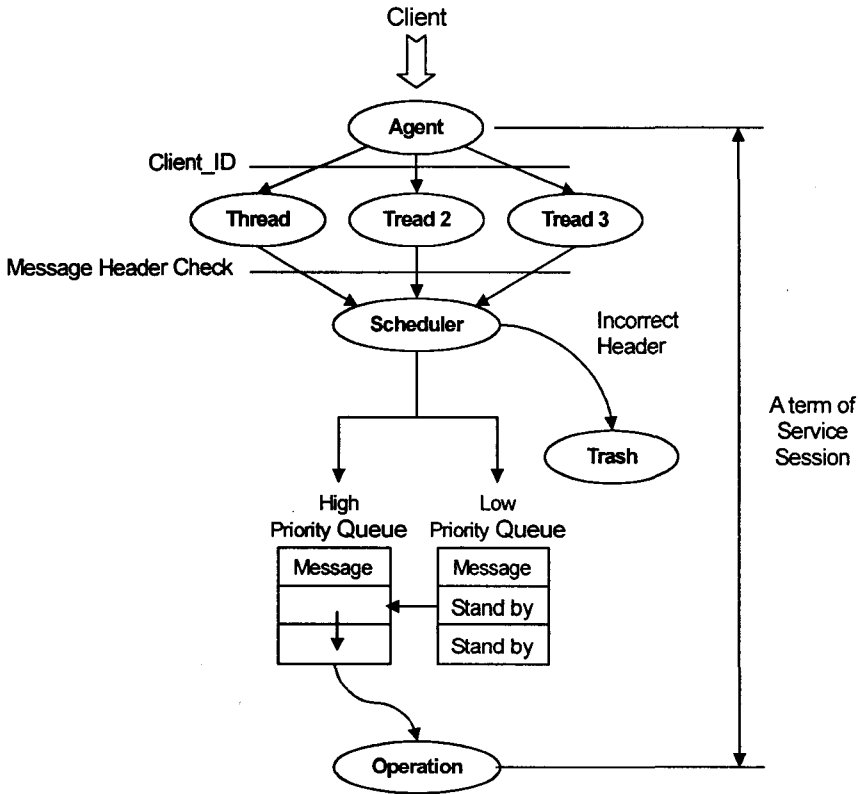 Client
Agent
Client_ID
Thread
Tread 2
Tread 3
Message Header Check
Scheduler
Incorrect
Header
A term of
Service
Session
Trash
High
Priority Queue
Low
Priority Queue
Message
Message
Stand by
Stand by
Operation